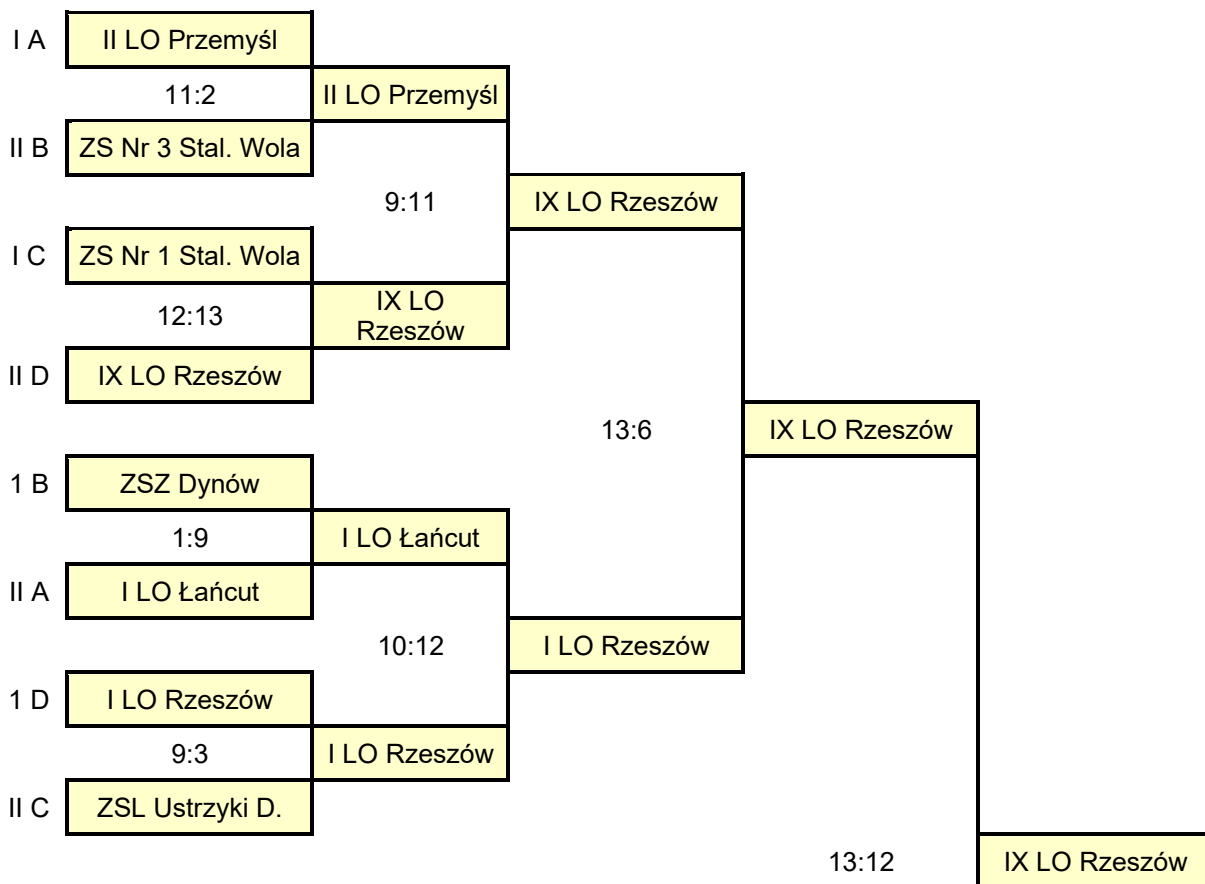 I A
II LO Przemyśl
11:2
II LO Przemyśl
II B
ZS Nr 3 Stal. Wola
9:11
IX LO Rzeszów
I C
ZS Nr 1 Stal. Wola
12:13
IX LO
Rzeszów
II D
IX LO Rzeszów
13:6
IX LO Rzeszów
1 B
ZSZ Dynów
1:9
I LO Łańcut
II A
I LO Łańcut
10:12
I LO Rzeszów
1 D
I LO Rzeszów
9:3
I LO Rzeszów
II C
ZSL Ustrzyki D.
13:12
IX LO Rzeszów